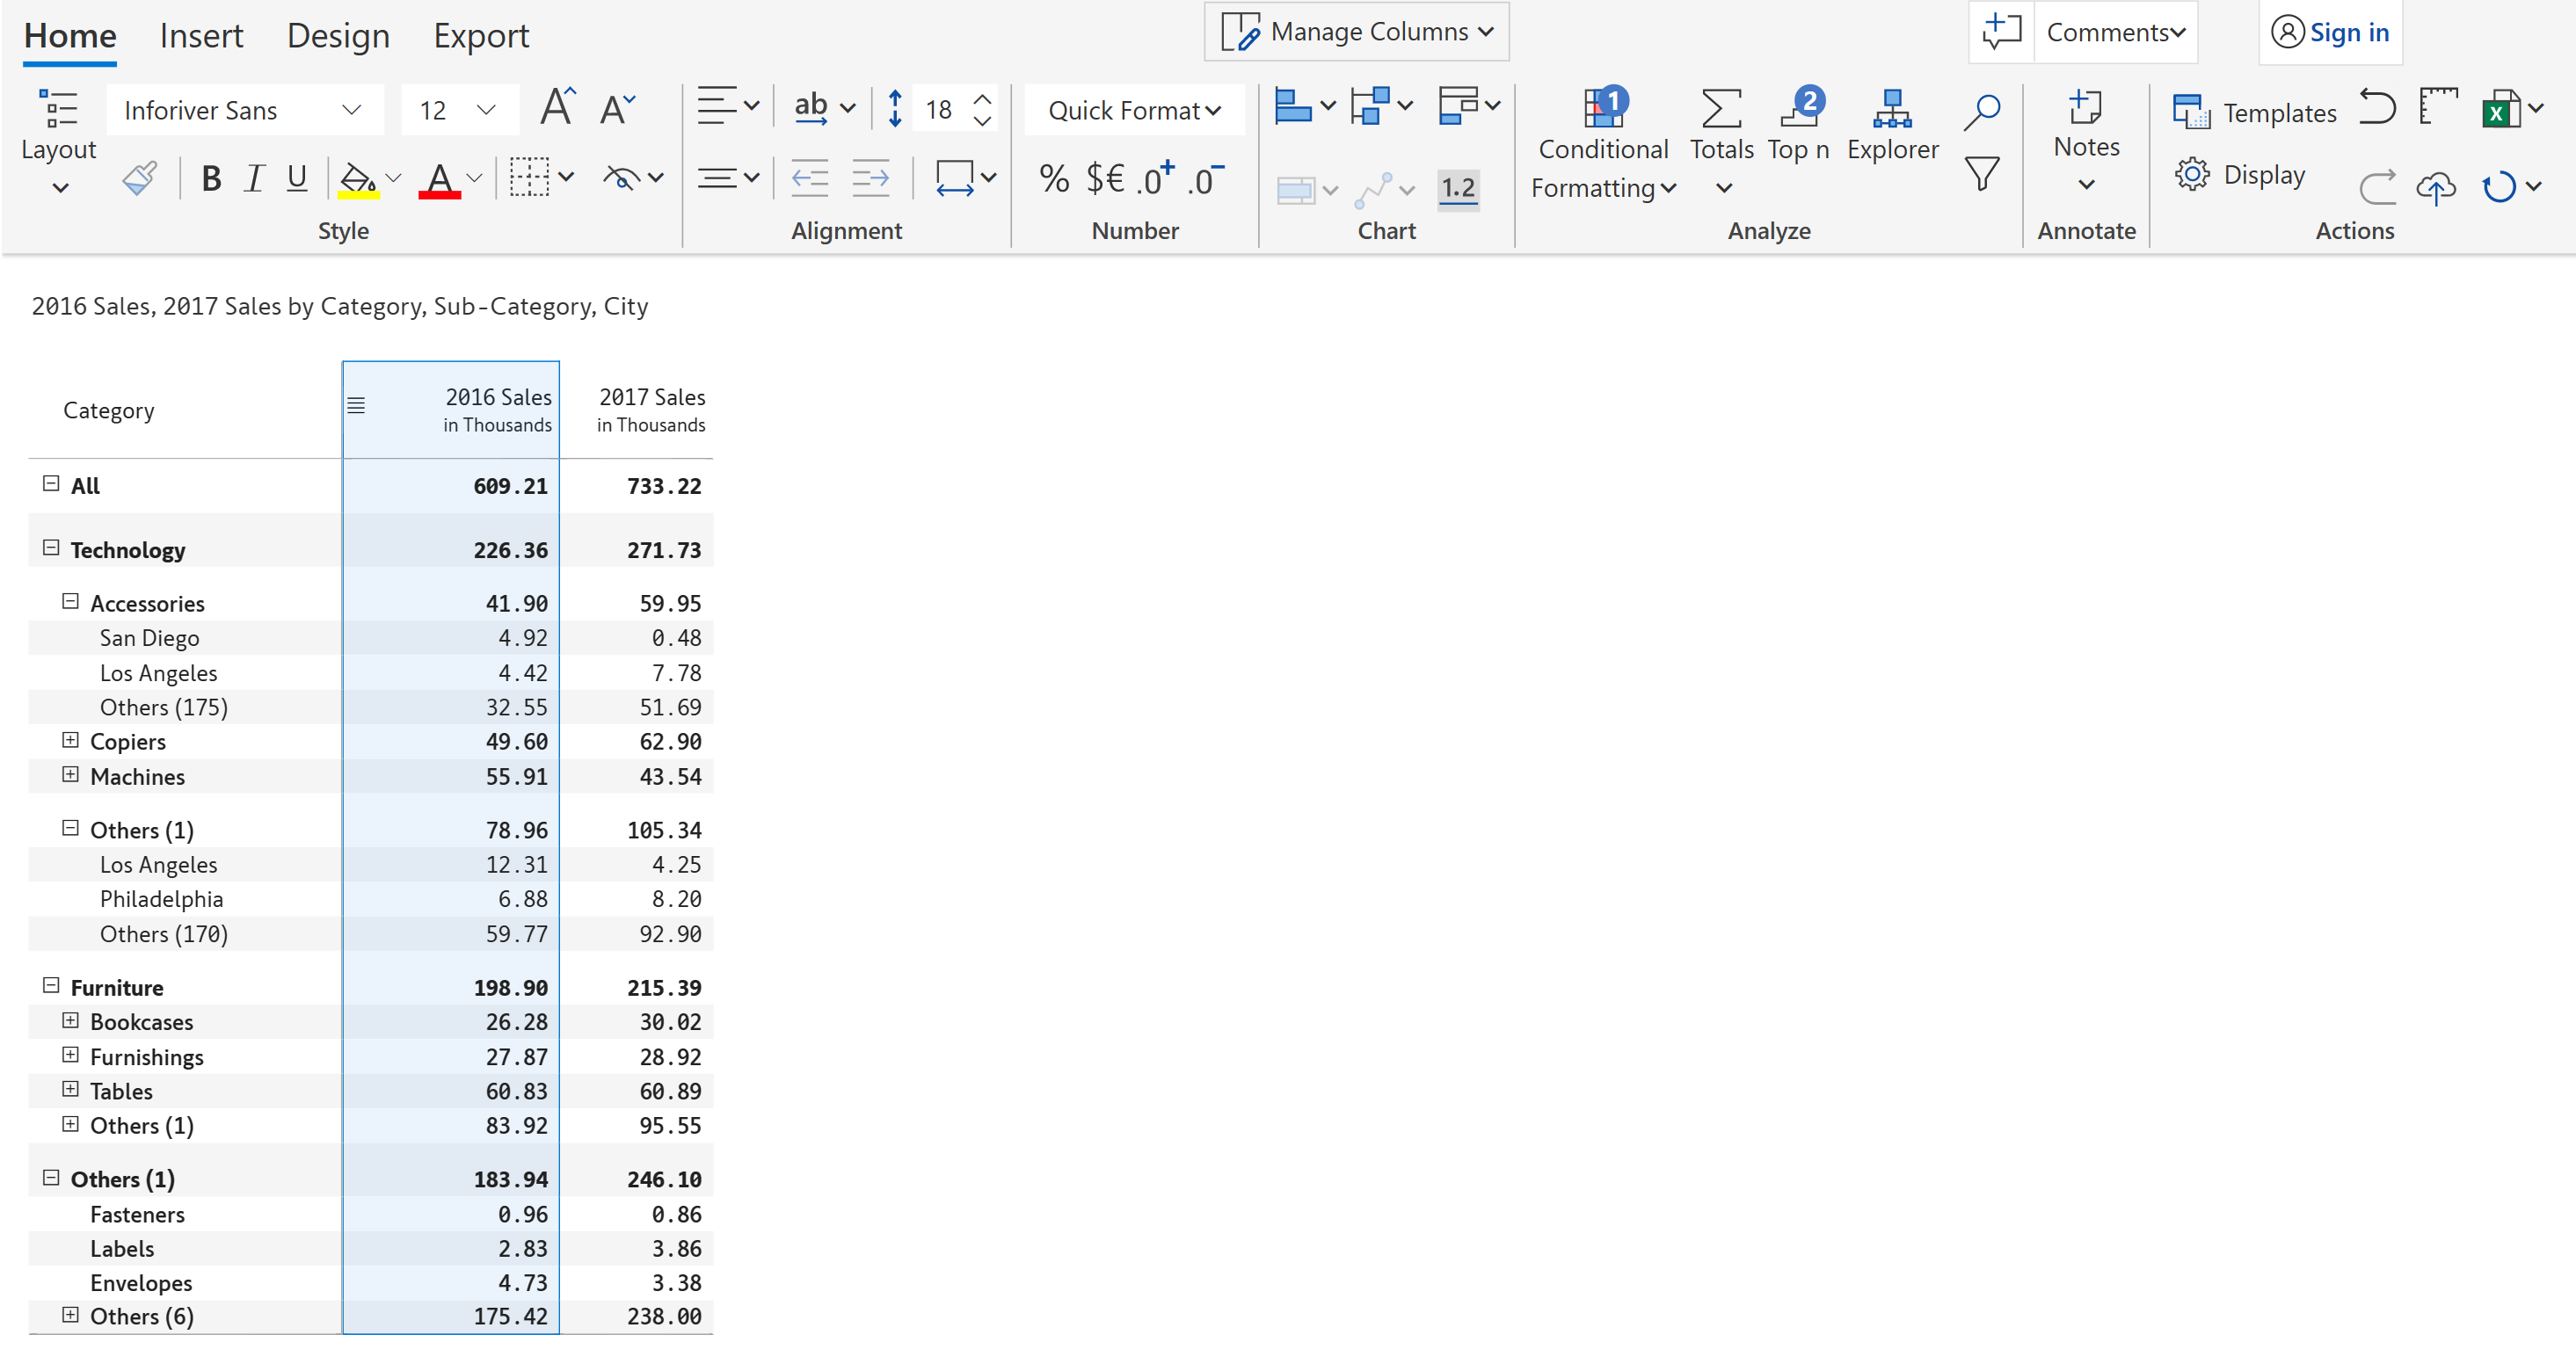 Home Insert Design Export Manage Columns Comments Sign in
Inforiver Sans 12 A A ab 18 Quick Format 1 2 Templates
Layout Conditional Totals Top n Explorer Notes
B I U A % $€ .0+ .0- 1.2 Formatting Display
Style Alignment Number Chart Analyze Annotate Actions
2016 Sales, 2017 Sales by Category, Sub-Category, City
Category 2016 Sales in Thousands 2017 Sales in Thousands
All 609.21 733.22
Technology 226.36 271.73
Accessories 41.90 59.95
San Diego 4.92 0.48
Los Angeles 4.42 7.78
Others (175) 32.55 51.69
Copiers 49.60 62.90
Machines 55.91 43.54
Others (1) 78.96 105.34
Los Angeles 12.31 4.25
Philadelphia 6.88 8.20
Others (170) 59.77 92.90
Furniture 198.90 215.39
Bookcases 26.28 30.02
Furnishings 27.87 28.92
Tables 60.83 60.89
Others (1) 83.92 95.55
Others (1) 183.94 246.10
Fasteners 0.96 0.86
Labels 2.83 3.86
Envelopes 4.73 3.38
Others (6) 175.42 238.00